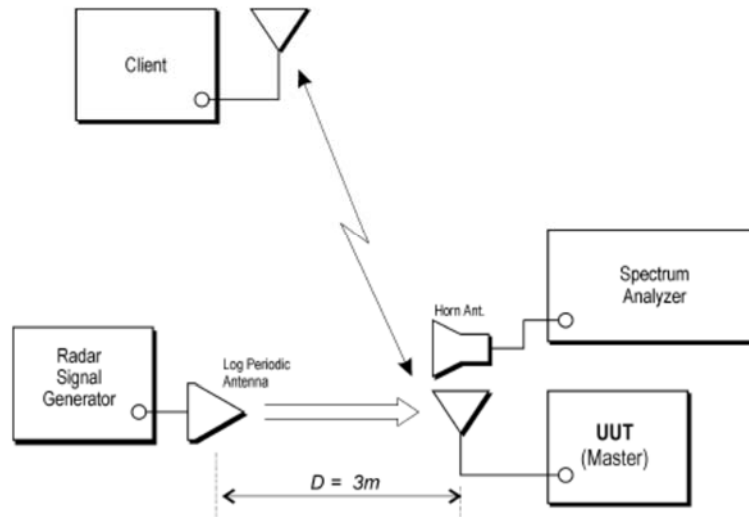 Client
Spectrum
Analyzer
Horn Ant.
Radar
Signal
Generator
Log Periodic
Antenna
UUT
(Master)
D = 3m